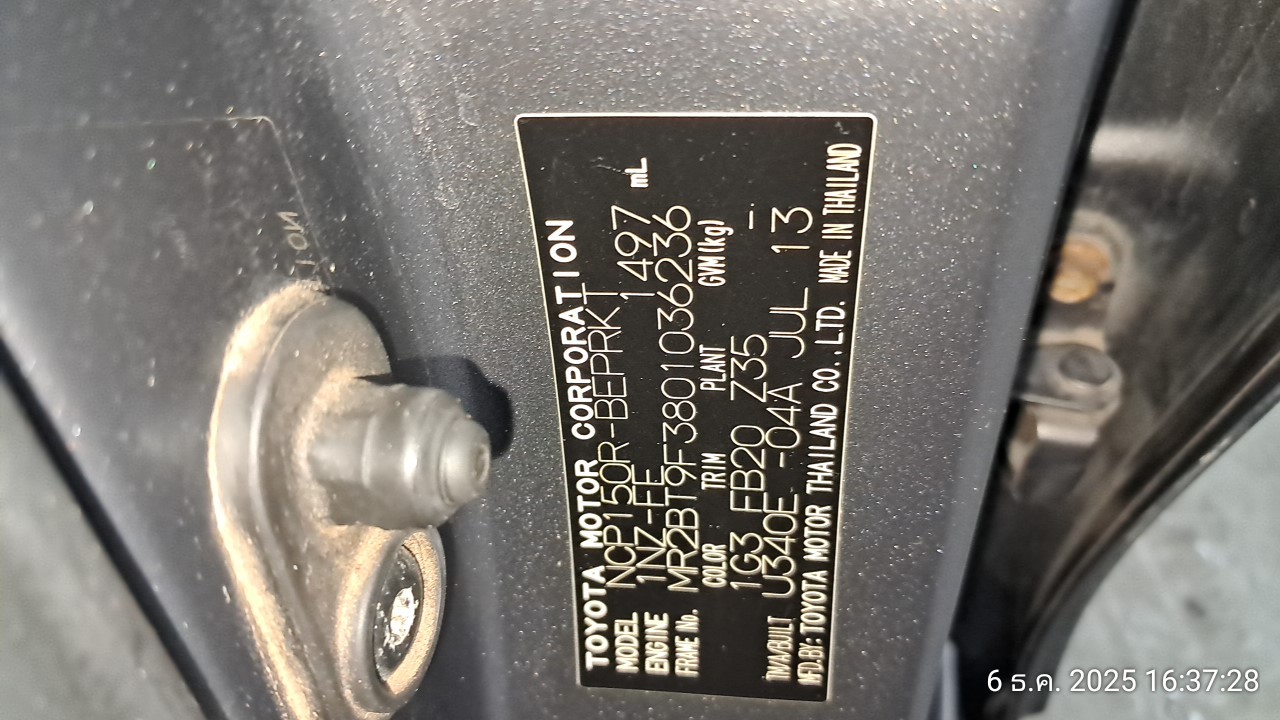 TOYOTA MOTOR CORPORATION
MODEL NCP150R-BEPRKT
ENGINE 1NZ-FE 1497 mL
FRAME No. MR2BT9F3801036236
COLOR TRIM PLANT GVM(kg)
1G3 FB20 Z35 -
T/M/A/BUILT U340E -04A JUL 13
MFD.BY: TOYOTA MOTOR THAILAND CO.,LTD. MADE IN THAILAND
6 ธ.ค. 2025 16:37:28